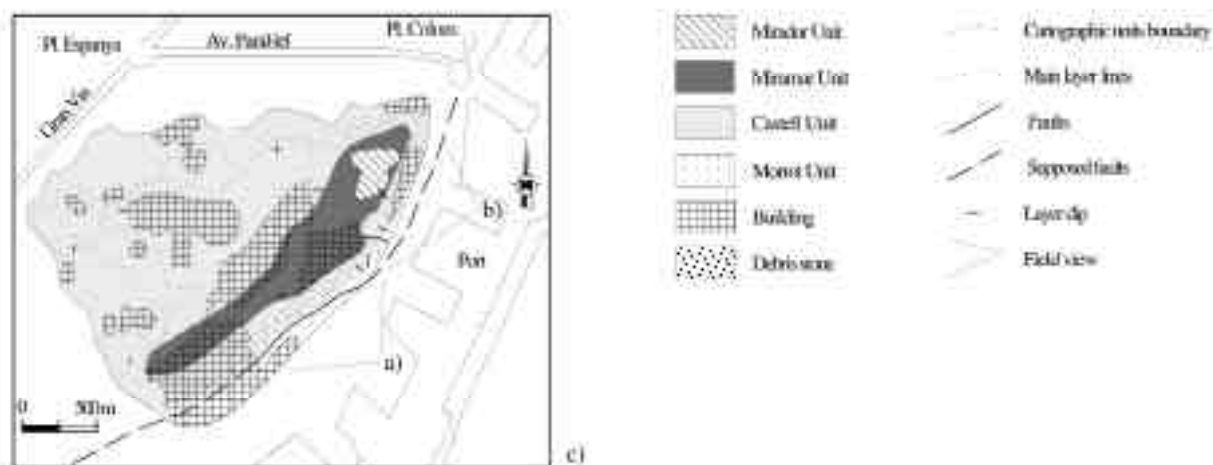 Pl. Espanya
Av. Paral·lel
Pl. Colom
Gran Via
b)
Port
a)
0
500 m
c)
Mirador Unit
Miramar Unit
Castell Unit
Morrot Unit
Building
Debris stone
Cartographic units boundary
Main layer lines
Faults
Supposed faults
Layer dip
Field view